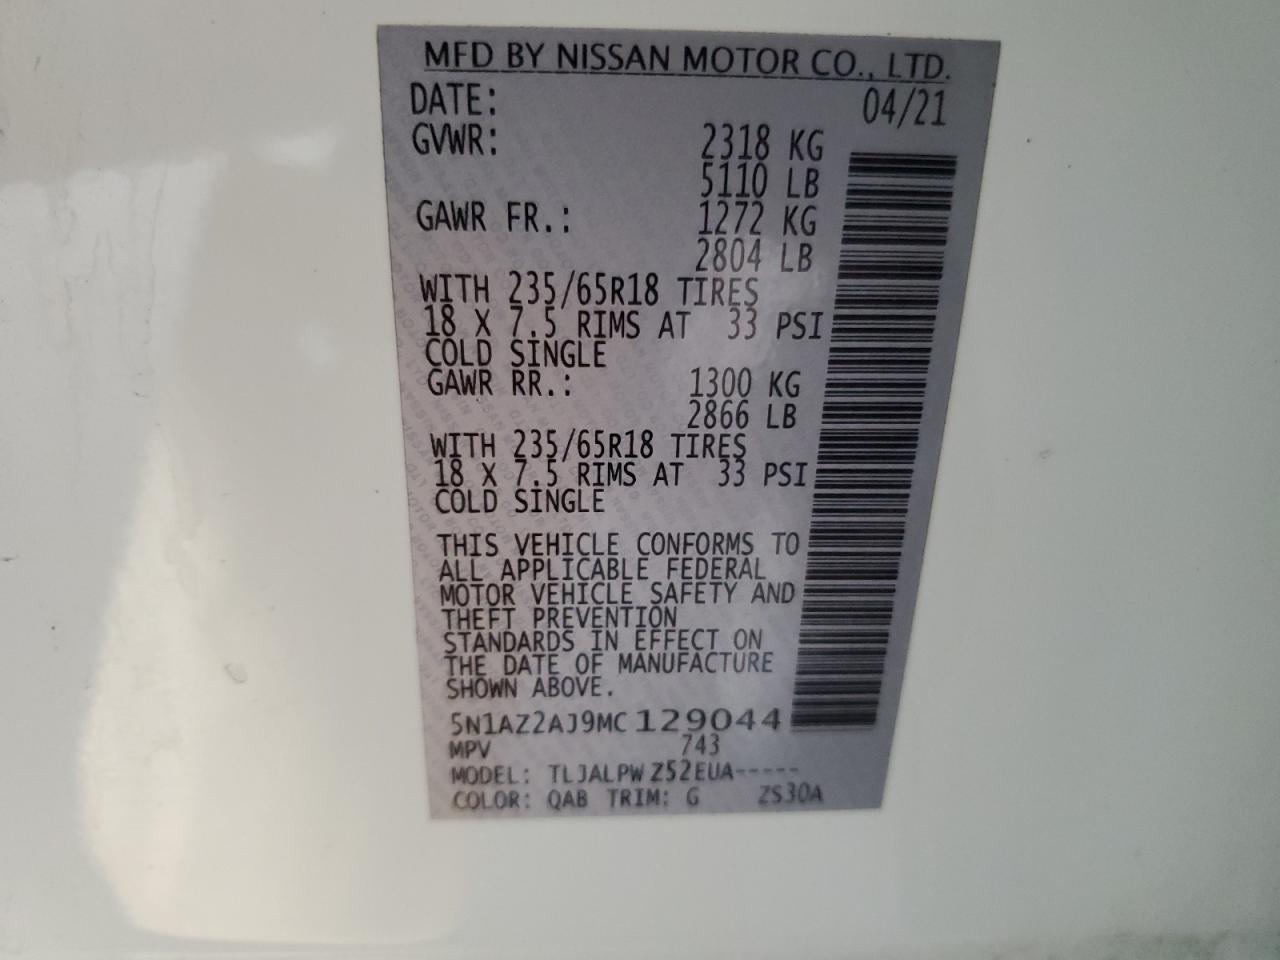 MFD BY NISSAN MOTOR CO., LTD.
DATE: 04/21
GVWR: 2318 KG
5110 LB
GAWR FR.: 1272 KG
2804 LB
WITH 235/65R18 TIRES
18 X 7.5 RIMS AT 33 PSI
COLD SINGLE
GAWR RR.: 1300 KG
2866 LB
WITH 235/65R18 TIRES
18 X 7.5 RIMS AT 33 PSI
COLD SINGLE
THIS VEHICLE CONFORMS TO
ALL APPLICABLE FEDERAL
MOTOR VEHICLE SAFETY AND
THEFT PREVENTION
STANDARDS IN EFFECT ON
THE DATE OF MANUFACTURE
SHOWN ABOVE.
5N1AZ2AJ9MC129044
MPV 743
MODEL: TLJALPWZ52EUA-----
COLOR: QAB TRIM: G ZS30A